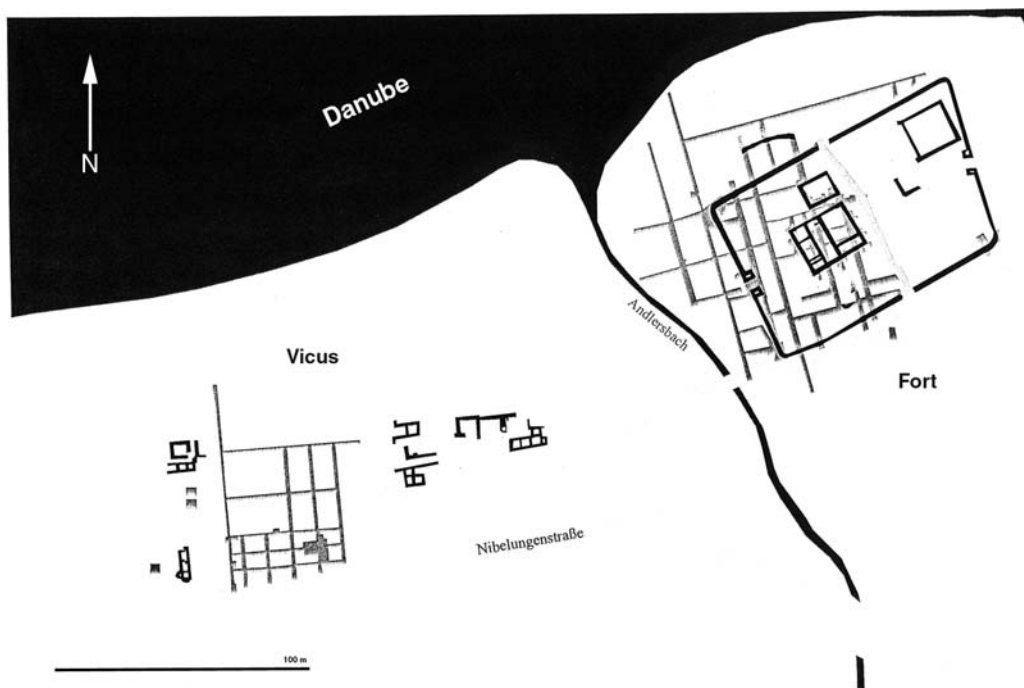 Danube
N
Andlersbach
Vicus
Fort
Nibelungenstraße
100 m